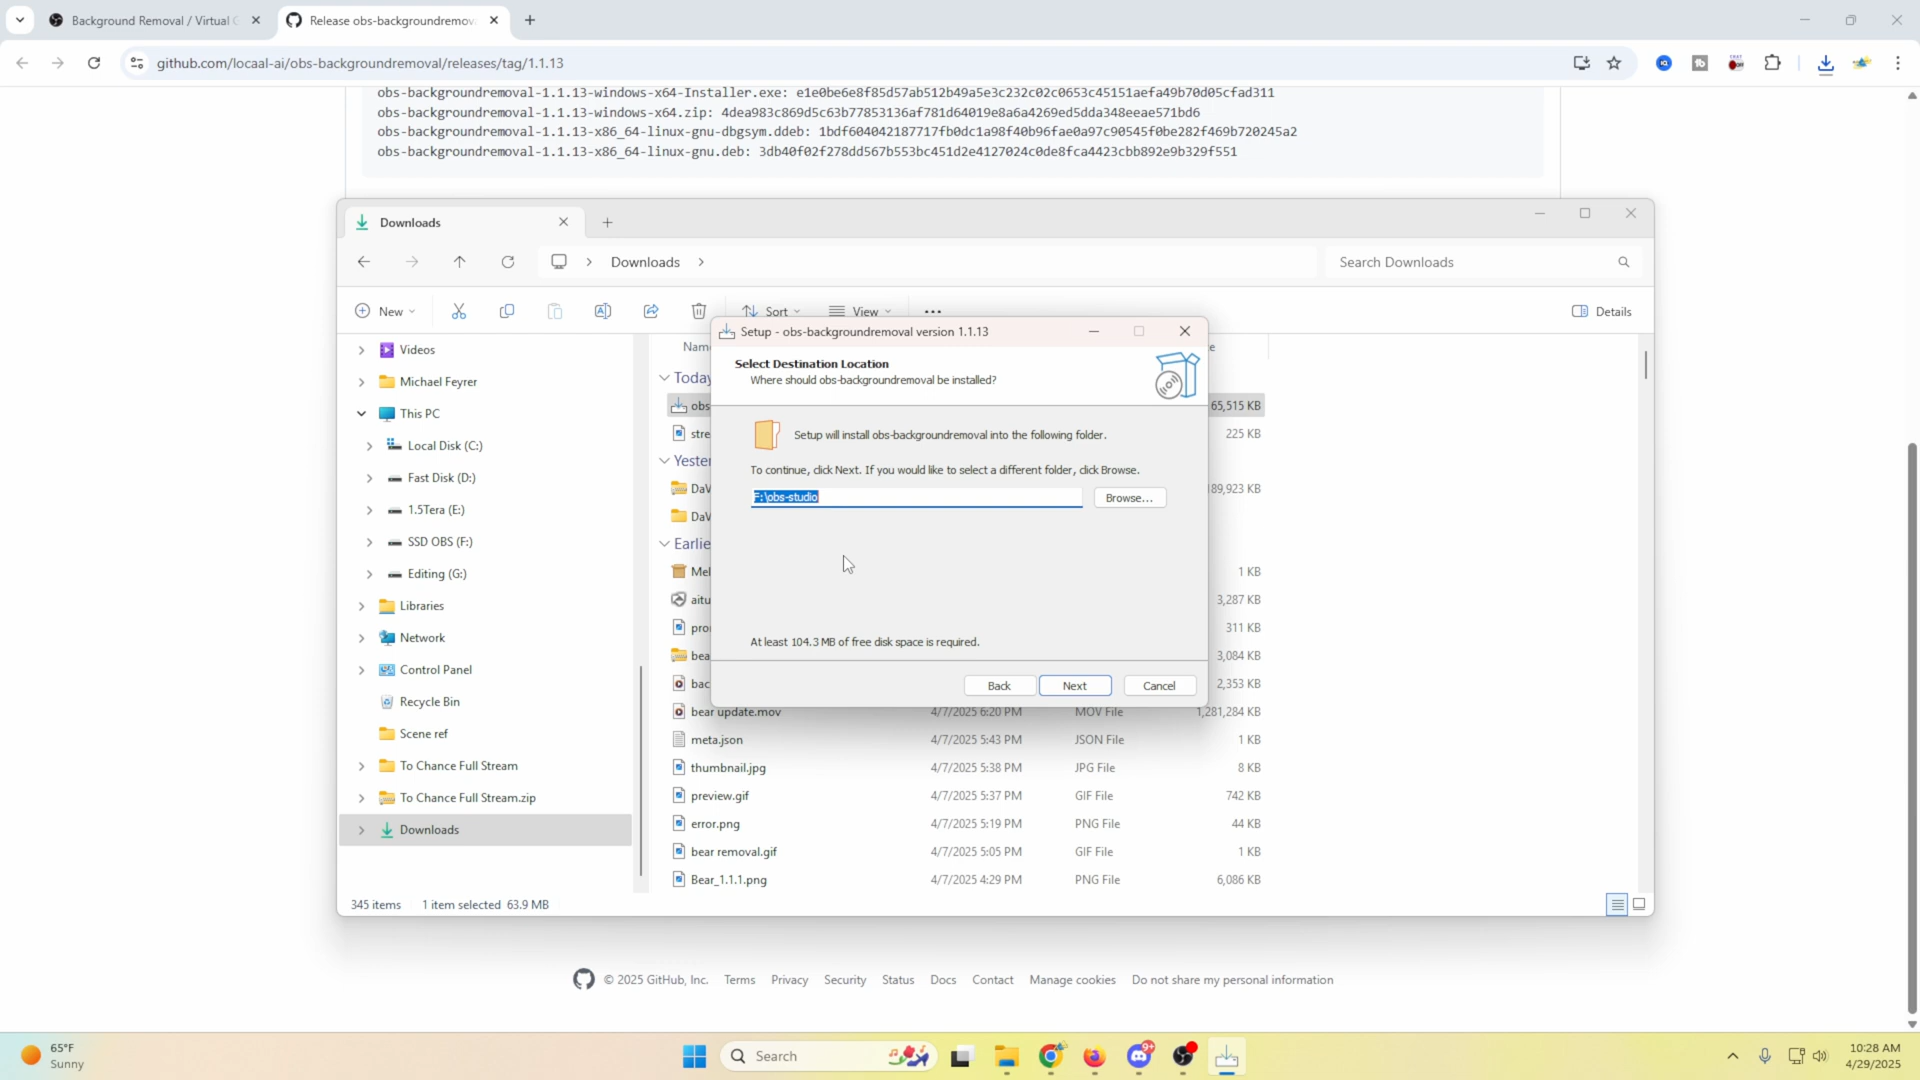 Background Removal / Virtual G
Release obs-backgroundremov
github.com/locaal-ai/obs-backgroundremoval/releases/tag/1.1.13
obs-backgroundremoval-1.1.13-windows-x64-Installer.exe: e1e0be6e8f85d57ab512b49a5e3c232c02c0653c45151aefa49b70d05cfad311
obs-backgroundremoval-1.1.13-windows-x64.zip: 4dea983c869d5c63b77853136af781d64019e8a6a4269ed5dda348eeae571bd6
obs-backgroundremoval-1.1.13-x86_64-linux-gnu-dbgsym.ddeb: 1bdf604042187717fb0dc1a98f40b96fae0a97c90545f0be282f469b720245a2
obs-backgroundremoval-1.1.13-x86_64-linux-gnu.deb: 3db40f02f278dd567b553bc451d2e4127024c0de8fca4423cbb892e9b329f551
Downloads
Downloads
Search Downloads
New
Sort
View
Details
Videos
Michael Feyrer
This PC
Local Disk (C:)
Fast Disk (D:)
1.5Tera (E:)
SSD OBS (F:)
Editing (G:)
Libraries
Network
Control Panel
Recycle Bin
Scene ref
To Chance Full Stream
To Chance Full Stream.zip
Downloads
Nam
Today
obs
65,515 KB
stre
225 KB
Yester
DaV
189,923 KB
DaV
Earlie
Mel
1 KB
aitu
3,287 KB
pro
311 KB
bea
3,084 KB
bac
2,353 KB
bear update.mov 4/7/2025 6:20 PM MOV File 1,281,284 KB
meta.json 4/7/2025 5:43 PM JSON File 1 KB
thumbnail.jpg 4/7/2025 5:38 PM JPG File 8 KB
preview.gif 4/7/2025 5:37 PM GIF File 742 KB
error.png 4/7/2025 5:19 PM PNG File 44 KB
bear removal.gif 4/7/2025 5:05 PM GIF File 1 KB
Bear_1.1.1.png 4/7/2025 4:29 PM PNG File 6,086 KB
345 items 1 item selected 63.9 MB
Setup - obs-backgroundremoval version 1.1.13
Select Destination Location
Where should obs-backgroundremoval be installed?
Setup will install obs-backgroundremoval into the following folder.
To continue, click Next. If you would like to select a different folder, click Browse.
F:\obs-studio
Browse...
At least 104.3 MB of free disk space is required.
Back
Next
Cancel
© 2025 GitHub, Inc. Terms Privacy Security Status Docs Contact Manage cookies Do not share my personal information
65°F
Sunny
Search
9+
10:28 AM
4/29/2025